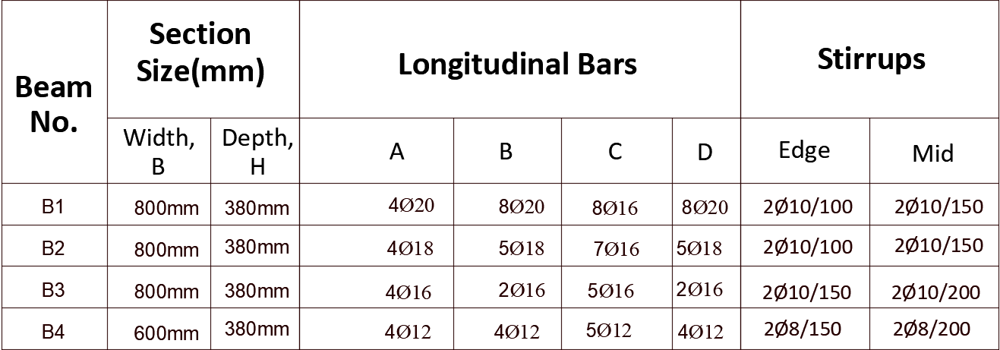 Beam No.
Section Size(mm)
Longitudinal Bars
Stirrups
Width, B
Depth, H
A
B
C
D
Edge
Mid
B1 800mm 380mm 4Ø20 8Ø20 8Ø16 8Ø20 2Ø10/100 2Ø10/150
B2 800mm 380mm 4Ø18 5Ø18 7Ø16 5Ø18 2Ø10/100 2Ø10/150
B3 800mm 380mm 4Ø16 2Ø16 5Ø16 2Ø16 2Ø10/150 2Ø10/200
B4 600mm 380mm 4Ø12 4Ø12 5Ø12 4Ø12 2Ø8/150 2Ø8/200